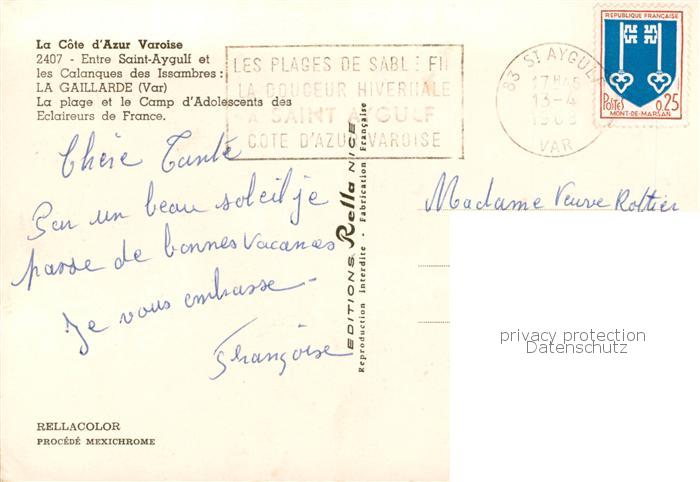 La Côte d'Azur Varoise
2407 - Entre Saint-Aygulf et
les Calanques des Issambres :
LA GAILLARDE (Var)
La plage et le Camp d'Adolescents des
Eclaireurs de France.
LES PLAGES DE SABLE FIN
LA DOUCEUR HIVERNALE
A SAINT AYGULF
COTE D'AZUR VAROISE
83 ST AYGULF
17H45
13-4
VAR
REPUBLIQUE FRANÇAISE
POSTES 0,25
MONT-DE-MARSAN
Chère Tante
Par un beau soleil je
passe de bonnes vacances
Je vous embrasse -
Françoise
Madame Veuve Rottier
EDITIONS Rella NICE
Reproduction interdite - Fabrication Française
privacy protection
Datenschutz
RELLACOLOR
PROCÉDÉ MEXICHROME